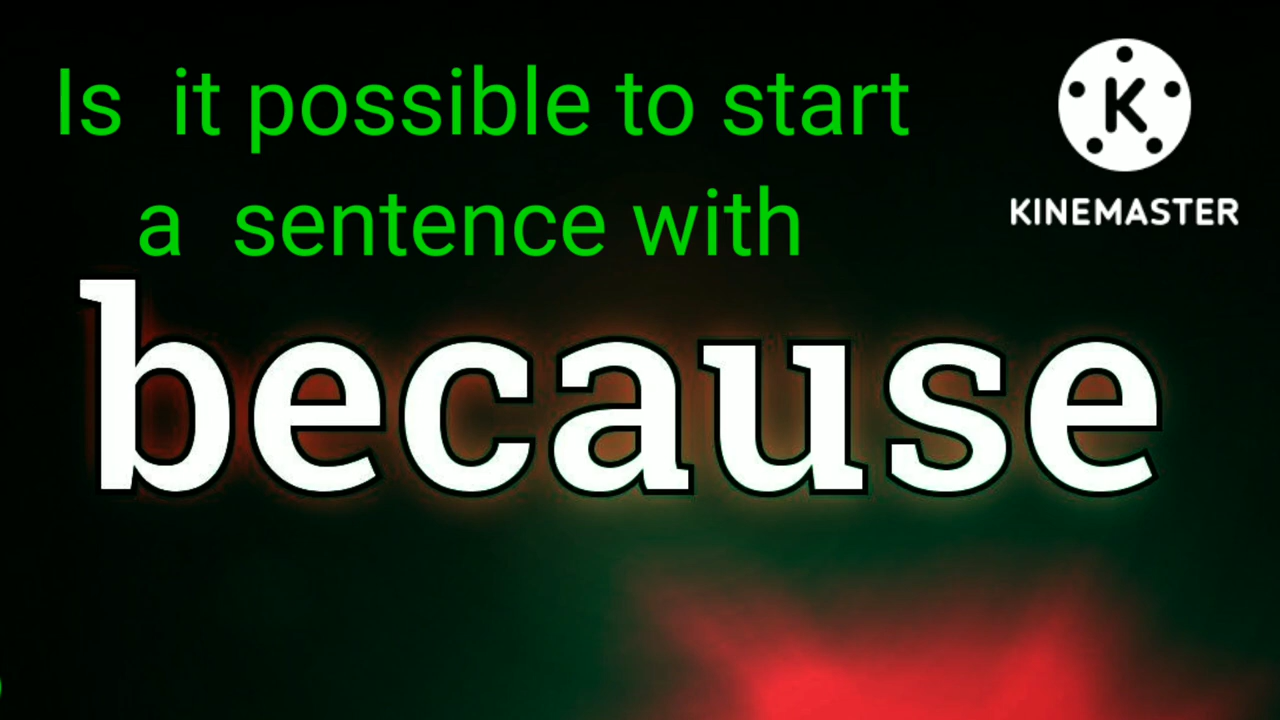 Is it possible to start
a sentence with
because
K
KINEMASTER